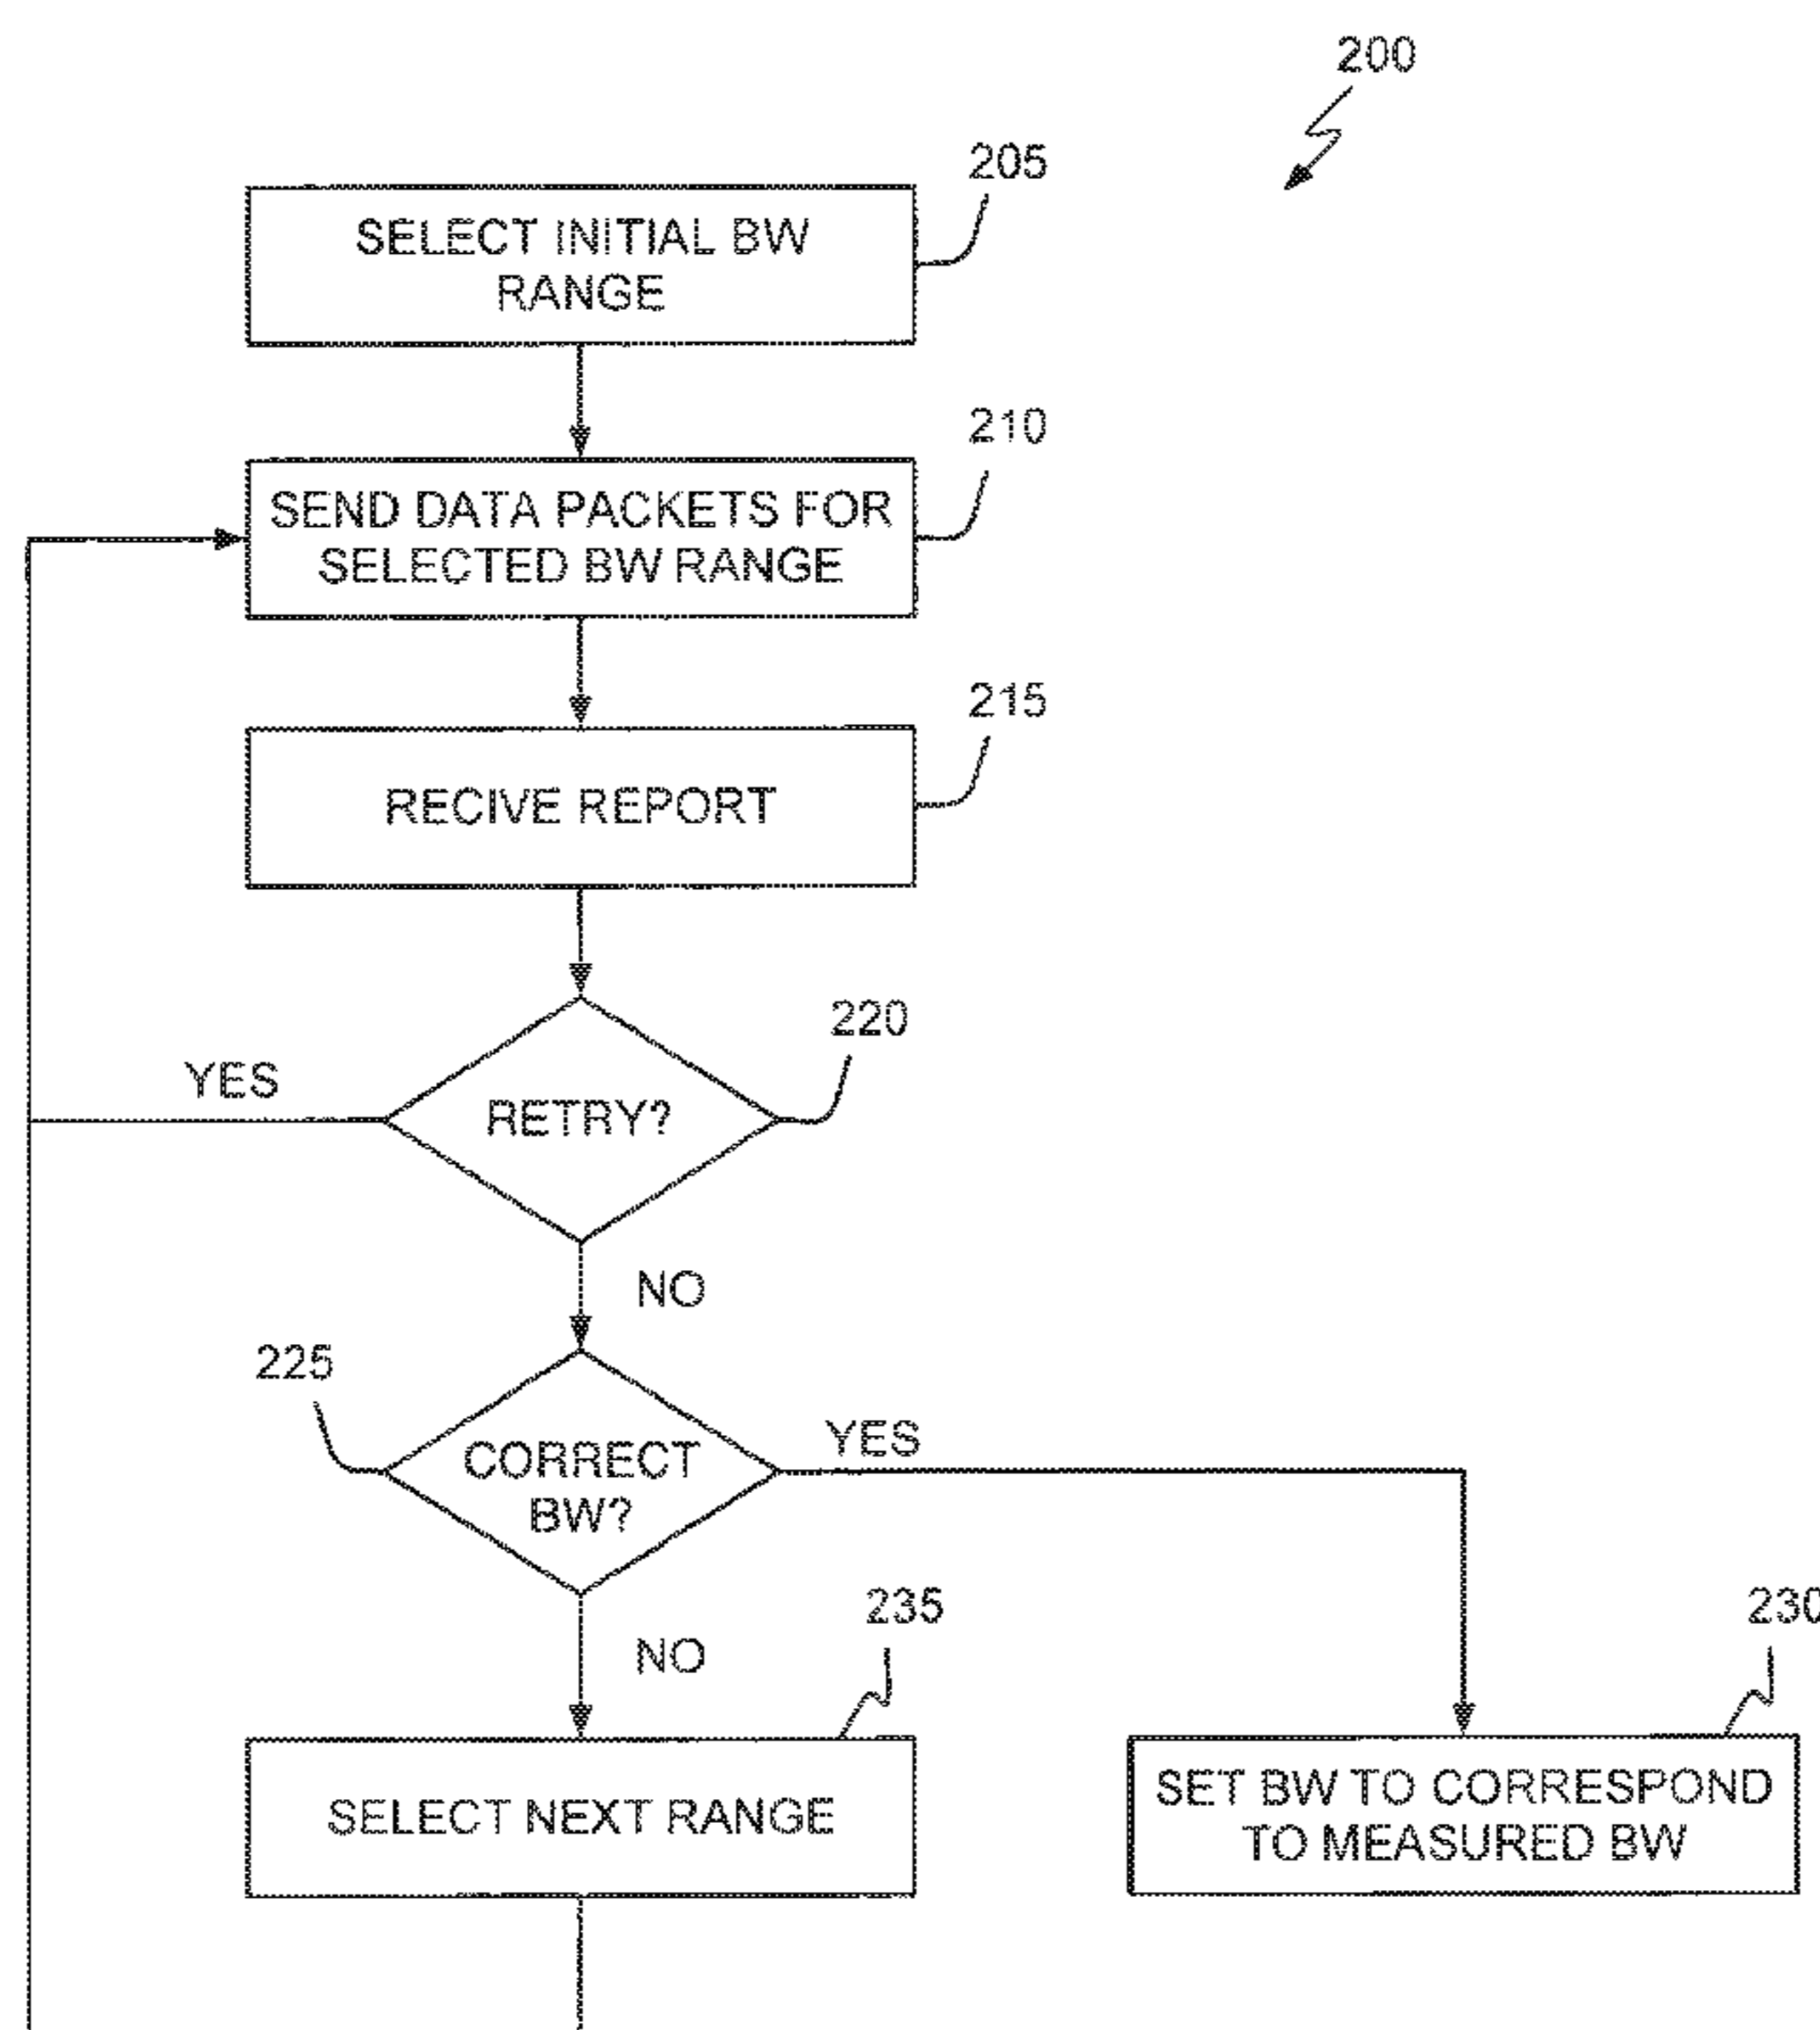 200
205
SELECT INITIAL BW
RANGE
210
SEND DATA PACKETS FOR
SELECTED BW RANGE
215
RECIVE REPORT
220
YES
RETRY?
NO
225
CORRECT
BW?
YES
NO
235
230
SELECT NEXT RANGE
SET BW TO CORRESPOND
TO MEASURED BW